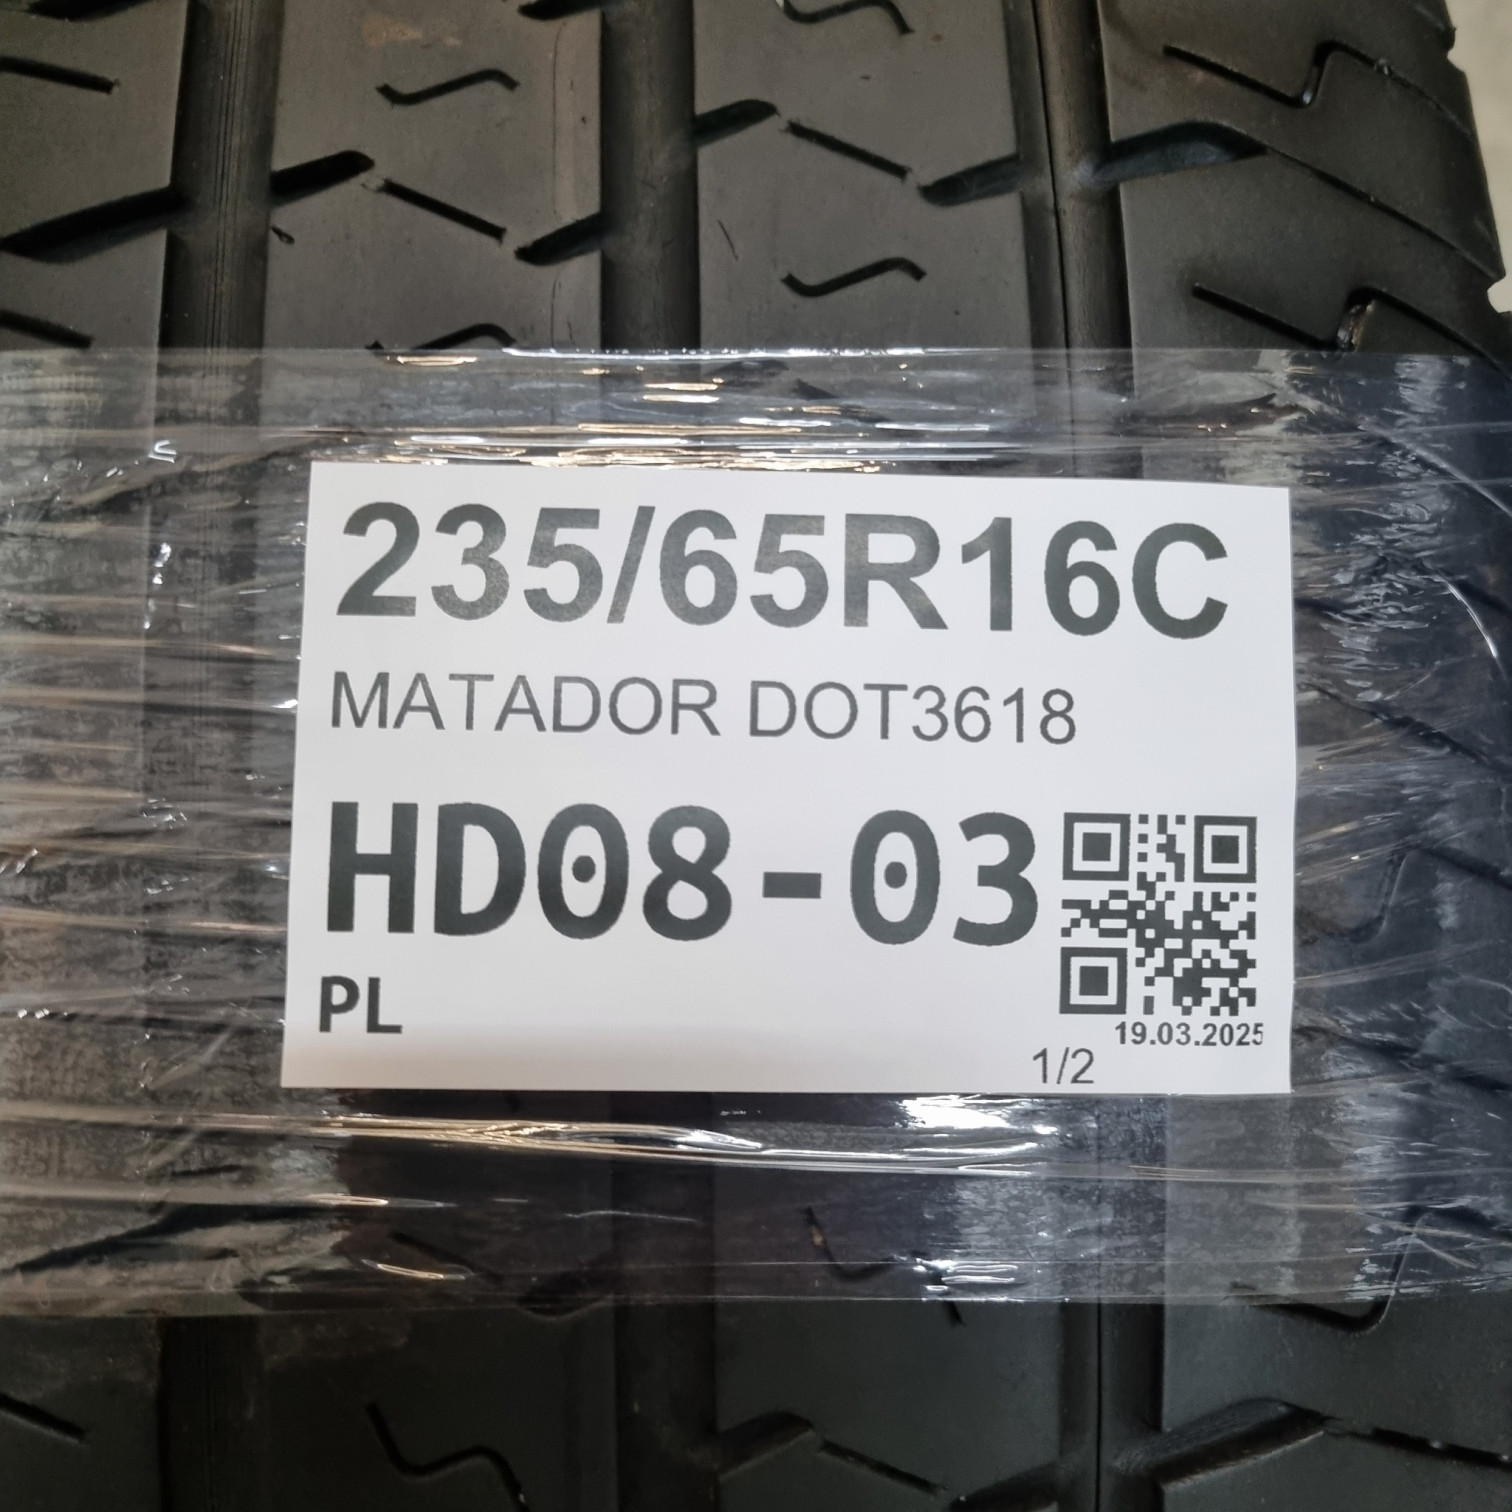 235/65R16C
MATADOR DOT3618
HD08-03
PL
19.03.2025
1/2